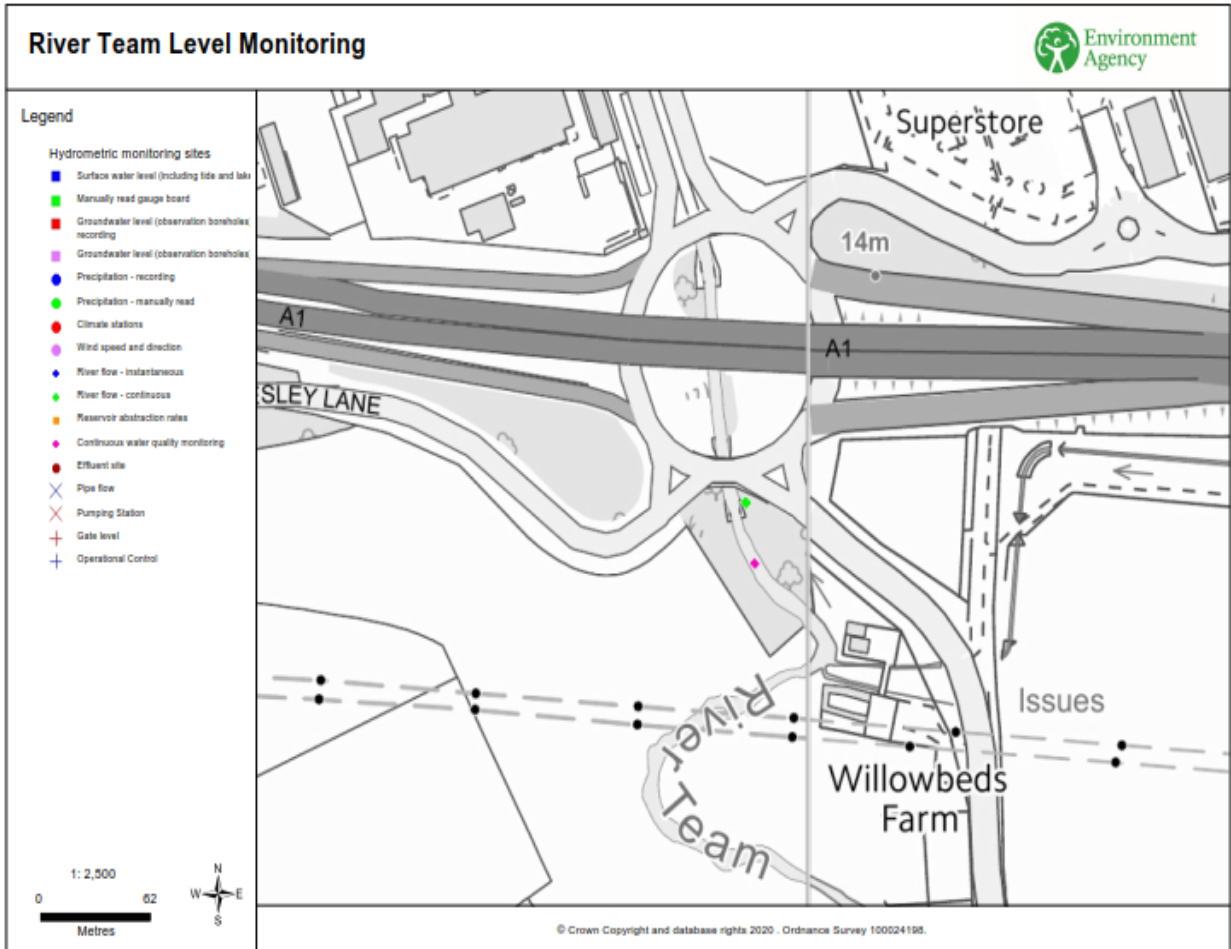 River Team Level Monitoring
Environment
Agency
Legend
Hydrometric monitoring sites
Surface water level (including tide and lak
Manually read gauge board
Groundwater level (observation boreholes)
recording
Groundwater level (observation boreholes)
Precipitation - recording
Precipitation - manually read
Climate stations
Wind speed and direction
River flow - instantaneous
River flow - continuous
Reservoir abstraction rates
Continuous water quality monitoring
Effluent site
Pipe flow
Pumping Station
Gate level
Operational Control
1: 2,500
0 62
Metres
N
W E
S
Superstore
14m
A1
A1
ESLEY LANE
Issues
River
Team
Willowbeds
Farm
© Crown Copyright and database rights 2020 . Ordnance Survey 100024198.